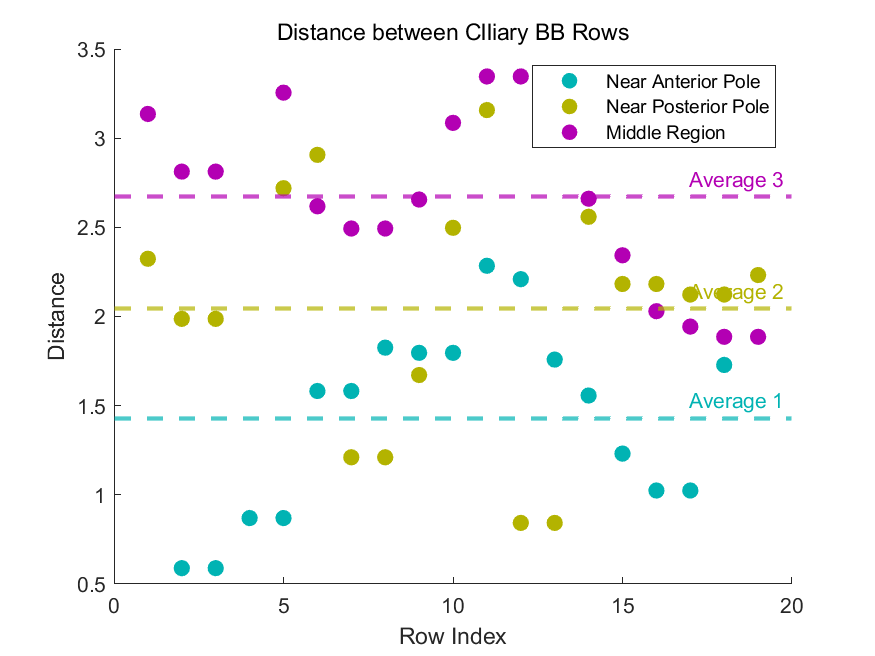 Distance between CIliary BB Rows
Near Anterior Pole
Near Posterior Pole
Middle Region
Average 3
Average 2
Average 1
Distance
3.5
3
2.5
2
1.5
1
0.5
0
5
10
15
20
Row Index